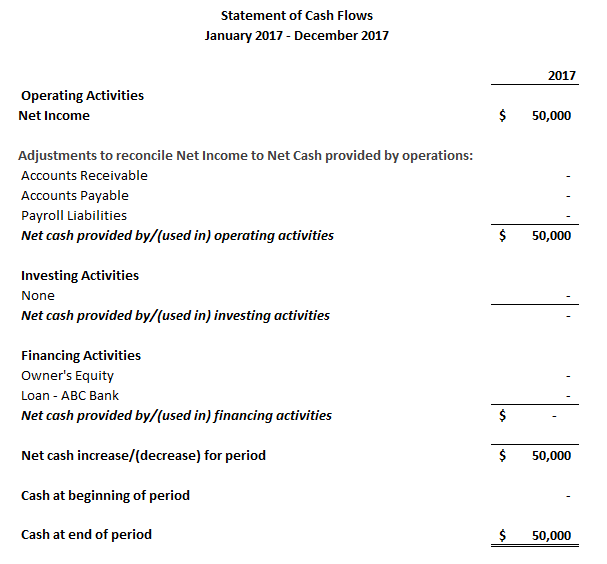 Statement of Cash Flows
January 2017 - December 2017
2017
Operating Activities
Net Income $ 50,000
Adjustments to reconcile Net Income to Net Cash provided by operations:
Accounts Receivable -
Accounts Payable -
Payroll Liabilities -
Net cash provided by/(used in) operating activities $ 50,000
Investing Activities
None -
Net cash provided by/(used in) investing activities -
Financing Activities
Owner's Equity -
Loan - ABC Bank -
Net cash provided by/(used in) financing activities $ -
Net cash increase/(decrease) for period $ 50,000
Cash at beginning of period -
Cash at end of period $ 50,000